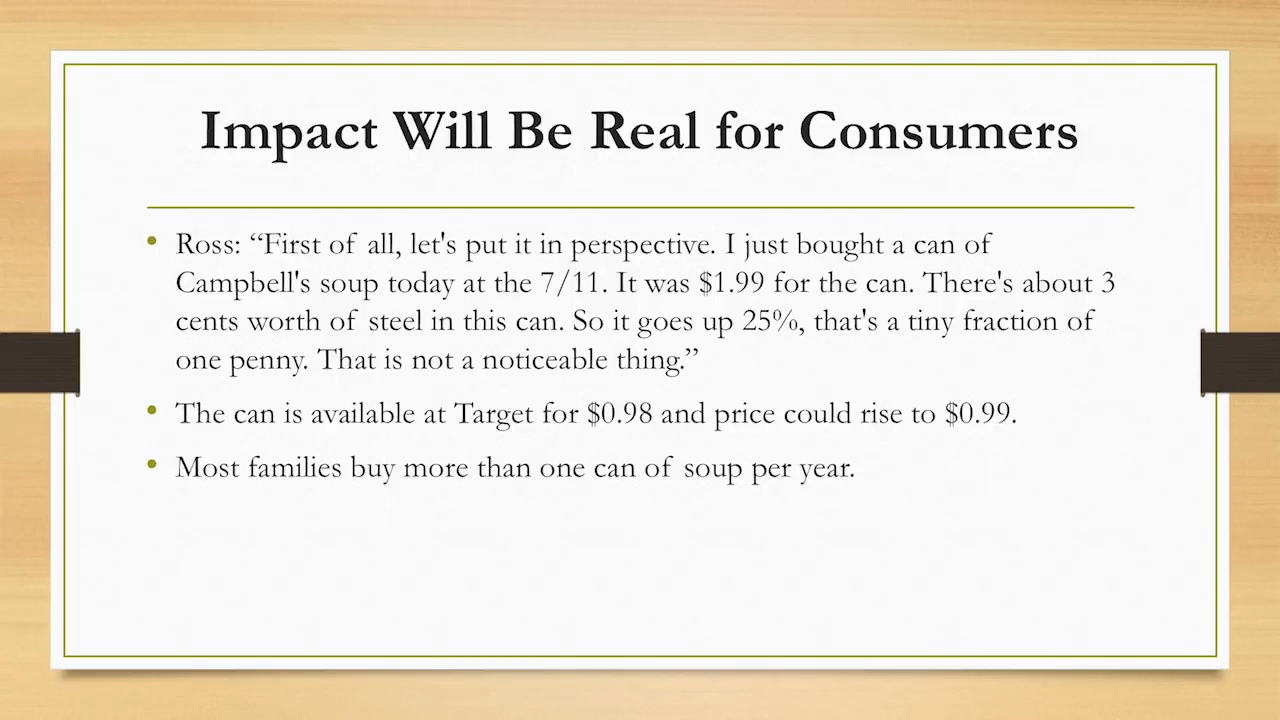 Impact Will Be Real for Consumers
• Ross: “First of all, let's put it in perspective. I just bought a can of
Campbell's soup today at the 7/11. It was $1.99 for the can. There's about 3
cents worth of steel in this can. So it goes up 25%, that's a tiny fraction of
one penny. That is not a noticeable thing.”
• The can is available at Target for $0.98 and price could rise to $0.99.
• Most families buy more than one can of soup per year.